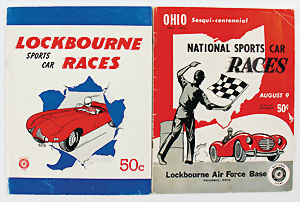 LOCKBOURNE
SPORTS
CAR
RACES
50c
OHIO Sesqui-centennial
NATIONAL SPORTS CAR
RACES
AUGUST 9
50¢
Lockbourne Air Force Base
COLUMBUS, OHIO